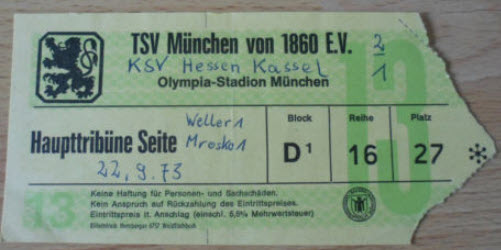 TSV München von 1860 E.V.
2
1
KSV Hessen Kassel
Olympia-Stadion München
Haupttribüne Seite
Weller 1
Mrosko 1
22.9.73
Block
D1
Reihe
16
Platz
27
*
13
13
Keine Haftung für Personen- und Sachschäden.
Kein Anspruch auf Rückzahlung des Eintrittspreises.
Eintrittspreis lt. Anschlag (einschl. 5,5% Mehrwertsteuer)